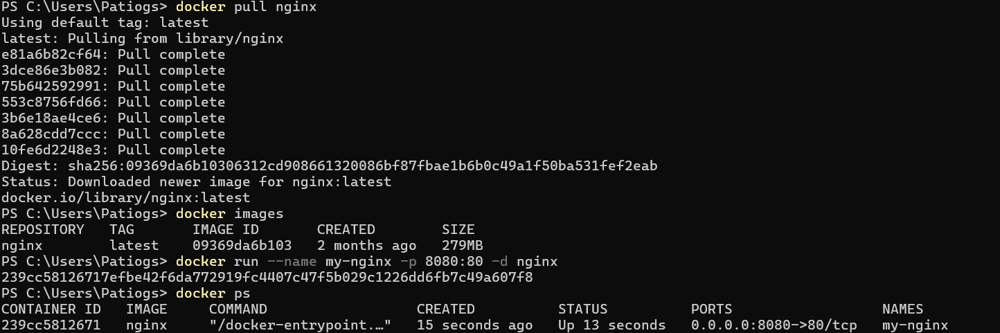 PS C:\Users\Patiogs> docker pull nginx
Using default tag: latest
latest: Pulling from library/nginx
e81a6b82cf64: Pull complete
3dce86e3b082: Pull complete
75b642592991: Pull complete
553c8756fd66: Pull complete
3b6e18ae4ce6: Pull complete
8a628cdd7ccc: Pull complete
10fe6d2248e3: Pull complete
Digest: sha256:09369da6b10306312cd908661320086bf87fbae1b6b0c49a1f50ba531fef2eab
Status: Downloaded newer image for nginx:latest
docker.io/library/nginx:latest
PS C:\Users\Patiogs> docker images
REPOSITORY   TAG       IMAGE ID       CREATED        SIZE
nginx        latest    09369da6b103   2 months ago   279MB
PS C:\Users\Patiogs> docker run --name my-nginx -p 8080:80 -d nginx
239cc58126717efbe42f6da772919fc4407c47f5b029c1226dd6fb7c49a607f8
PS C:\Users\Patiogs> docker ps
CONTAINER ID   IMAGE     COMMAND                  CREATED          STATUS          PORTS                  NAMES
239cc5812671   nginx     "/docker-entrypoint.…"   15 seconds ago   Up 13 seconds   0.0.0.0:8080->80/tcp   my-nginx